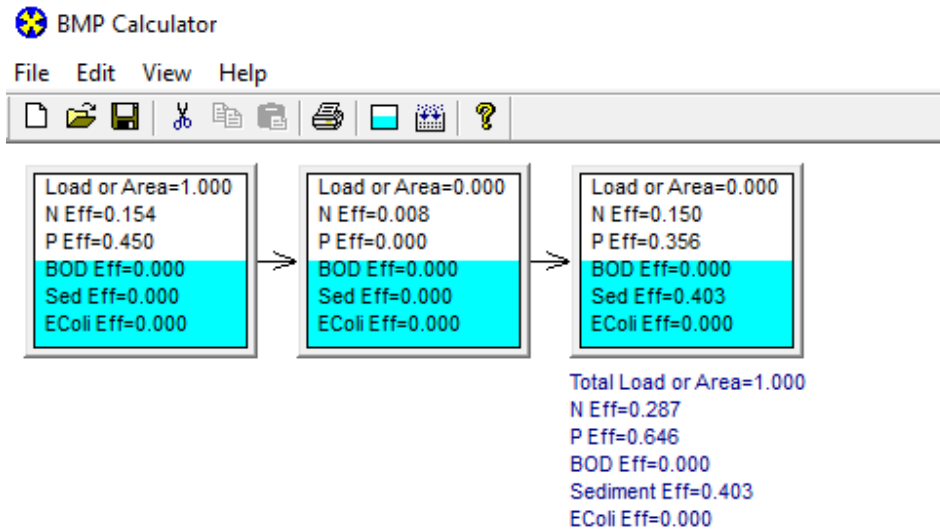 BMP Calculator
File Edit View Help
Load or Area=1.000
N Eff=0.154
P Eff=0.450
BOD Eff=0.000
Sed Eff=0.000
EColi Eff=0.000
Load or Area=0.000
N Eff=0.008
P Eff=0.000
BOD Eff=0.000
Sed Eff=0.000
EColi Eff=0.000
Load or Area=0.000
N Eff=0.150
P Eff=0.356
BOD Eff=0.000
Sed Eff=0.403
EColi Eff=0.000
Total Load or Area=1.000
N Eff=0.287
P Eff=0.646
BOD Eff=0.000
Sediment Eff=0.403
EColi Eff=0.000